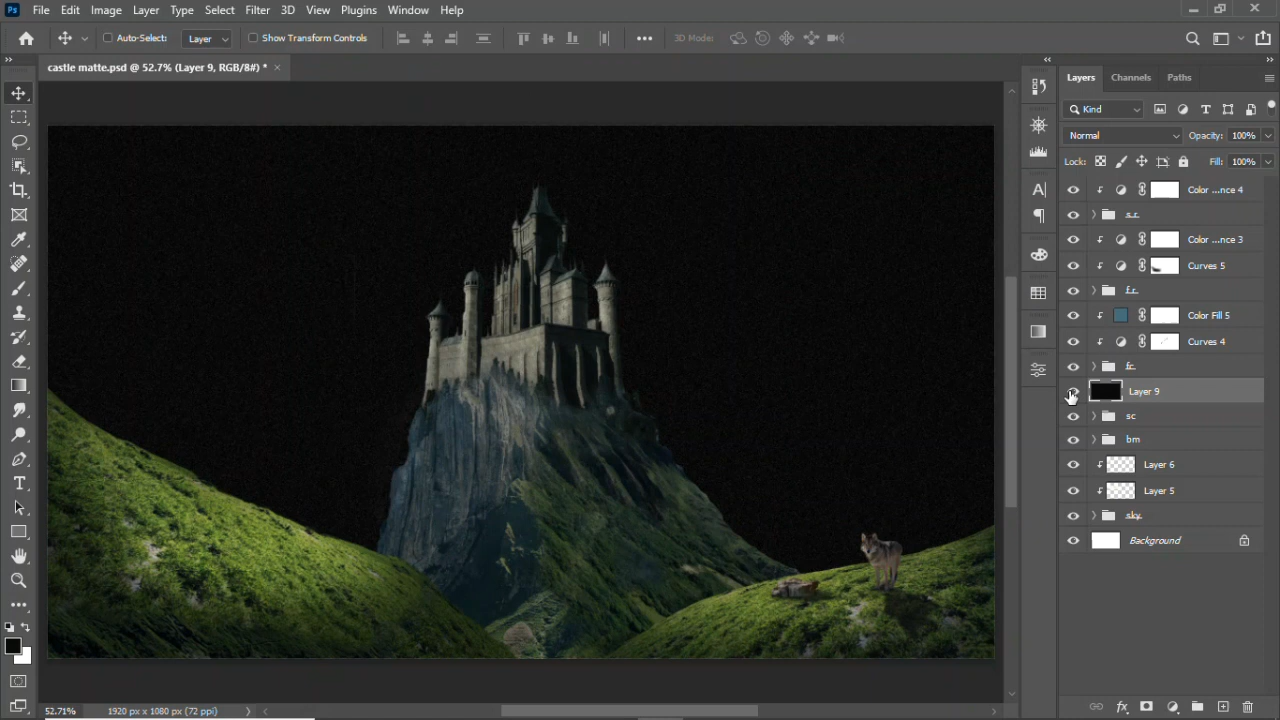 Ps File Edit Image Layer Type Select Filter 3D View Plugins Window Help
Auto-Select: Layer Show Transform Controls 3D Mode:
castle matte.psd @ 52.7% (Layer 9, RGB/8#) * ×
Layers Channels Paths
Kind
Normal Opacity: 100%
Lock: Fill: 100%
Color ...nce 4
s.r.
Color ...nce 3
Curves 5
f.r.
Color Fill 5
Curves 4
fc.
Layer 9
sc
bm
Layer 6
Layer 5
sky.
Background
52.71% 1920 px x 1080 px (72 ppi)